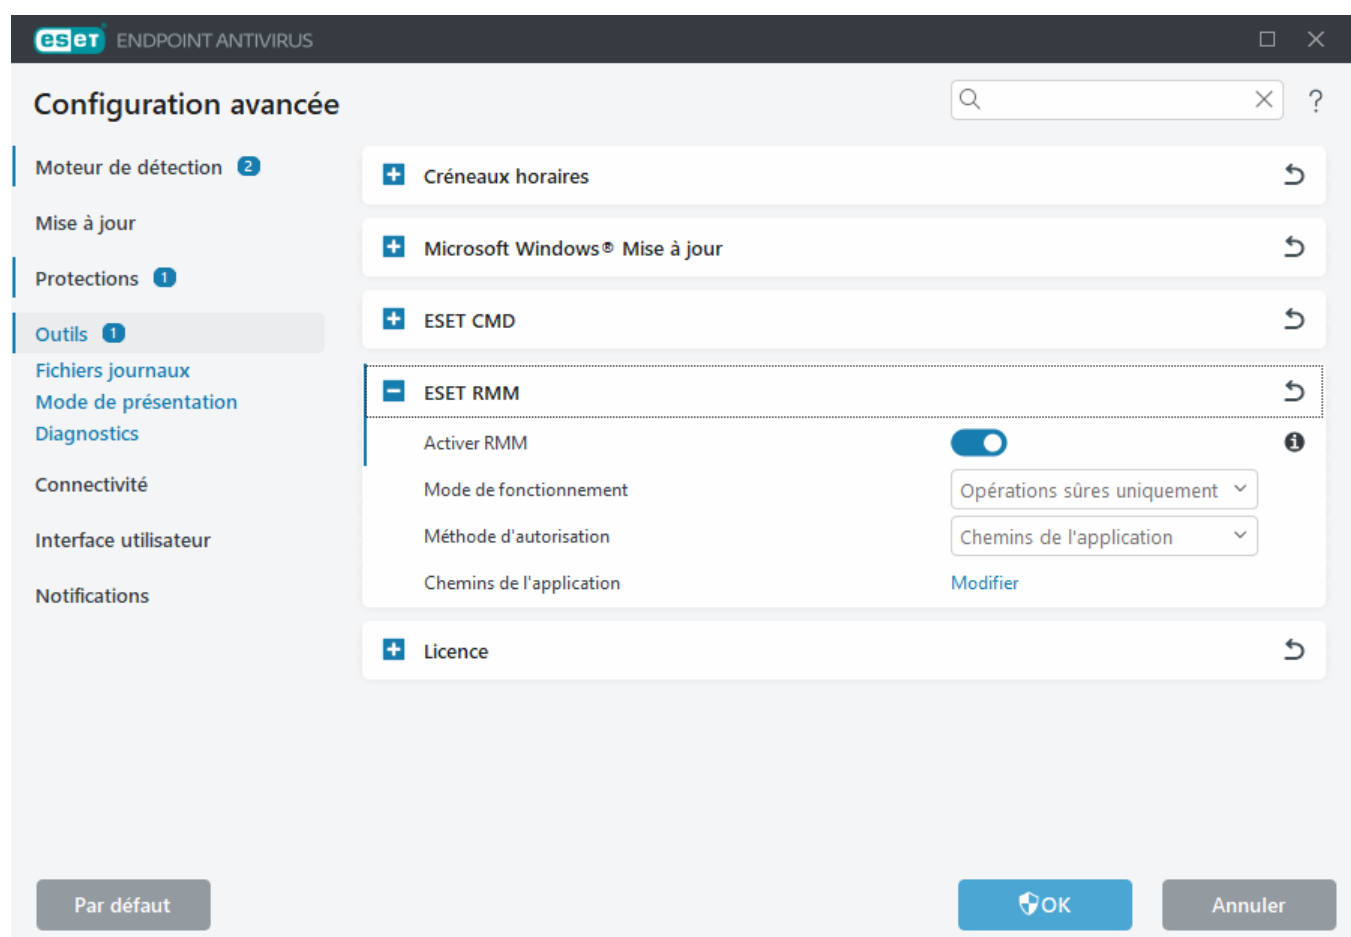 eset ENDPOINT ANTIVIRUS
Configuration avancée
?
Moteur de détection 2
Mise à jour
Protections 1
Outils 1
Fichiers journaux
Mode de présentation
Diagnostics
Connectivité
Interface utilisateur
Notifications
Créneaux horaires
Microsoft Windows® Mise à jour
ESET CMD
ESET RMM
Activer RMM
Mode de fonctionnement Opérations sûres uniquement
Méthode d'autorisation Chemins de l'application
Chemins de l'application Modifier
Licence
Par défaut OK Annuler